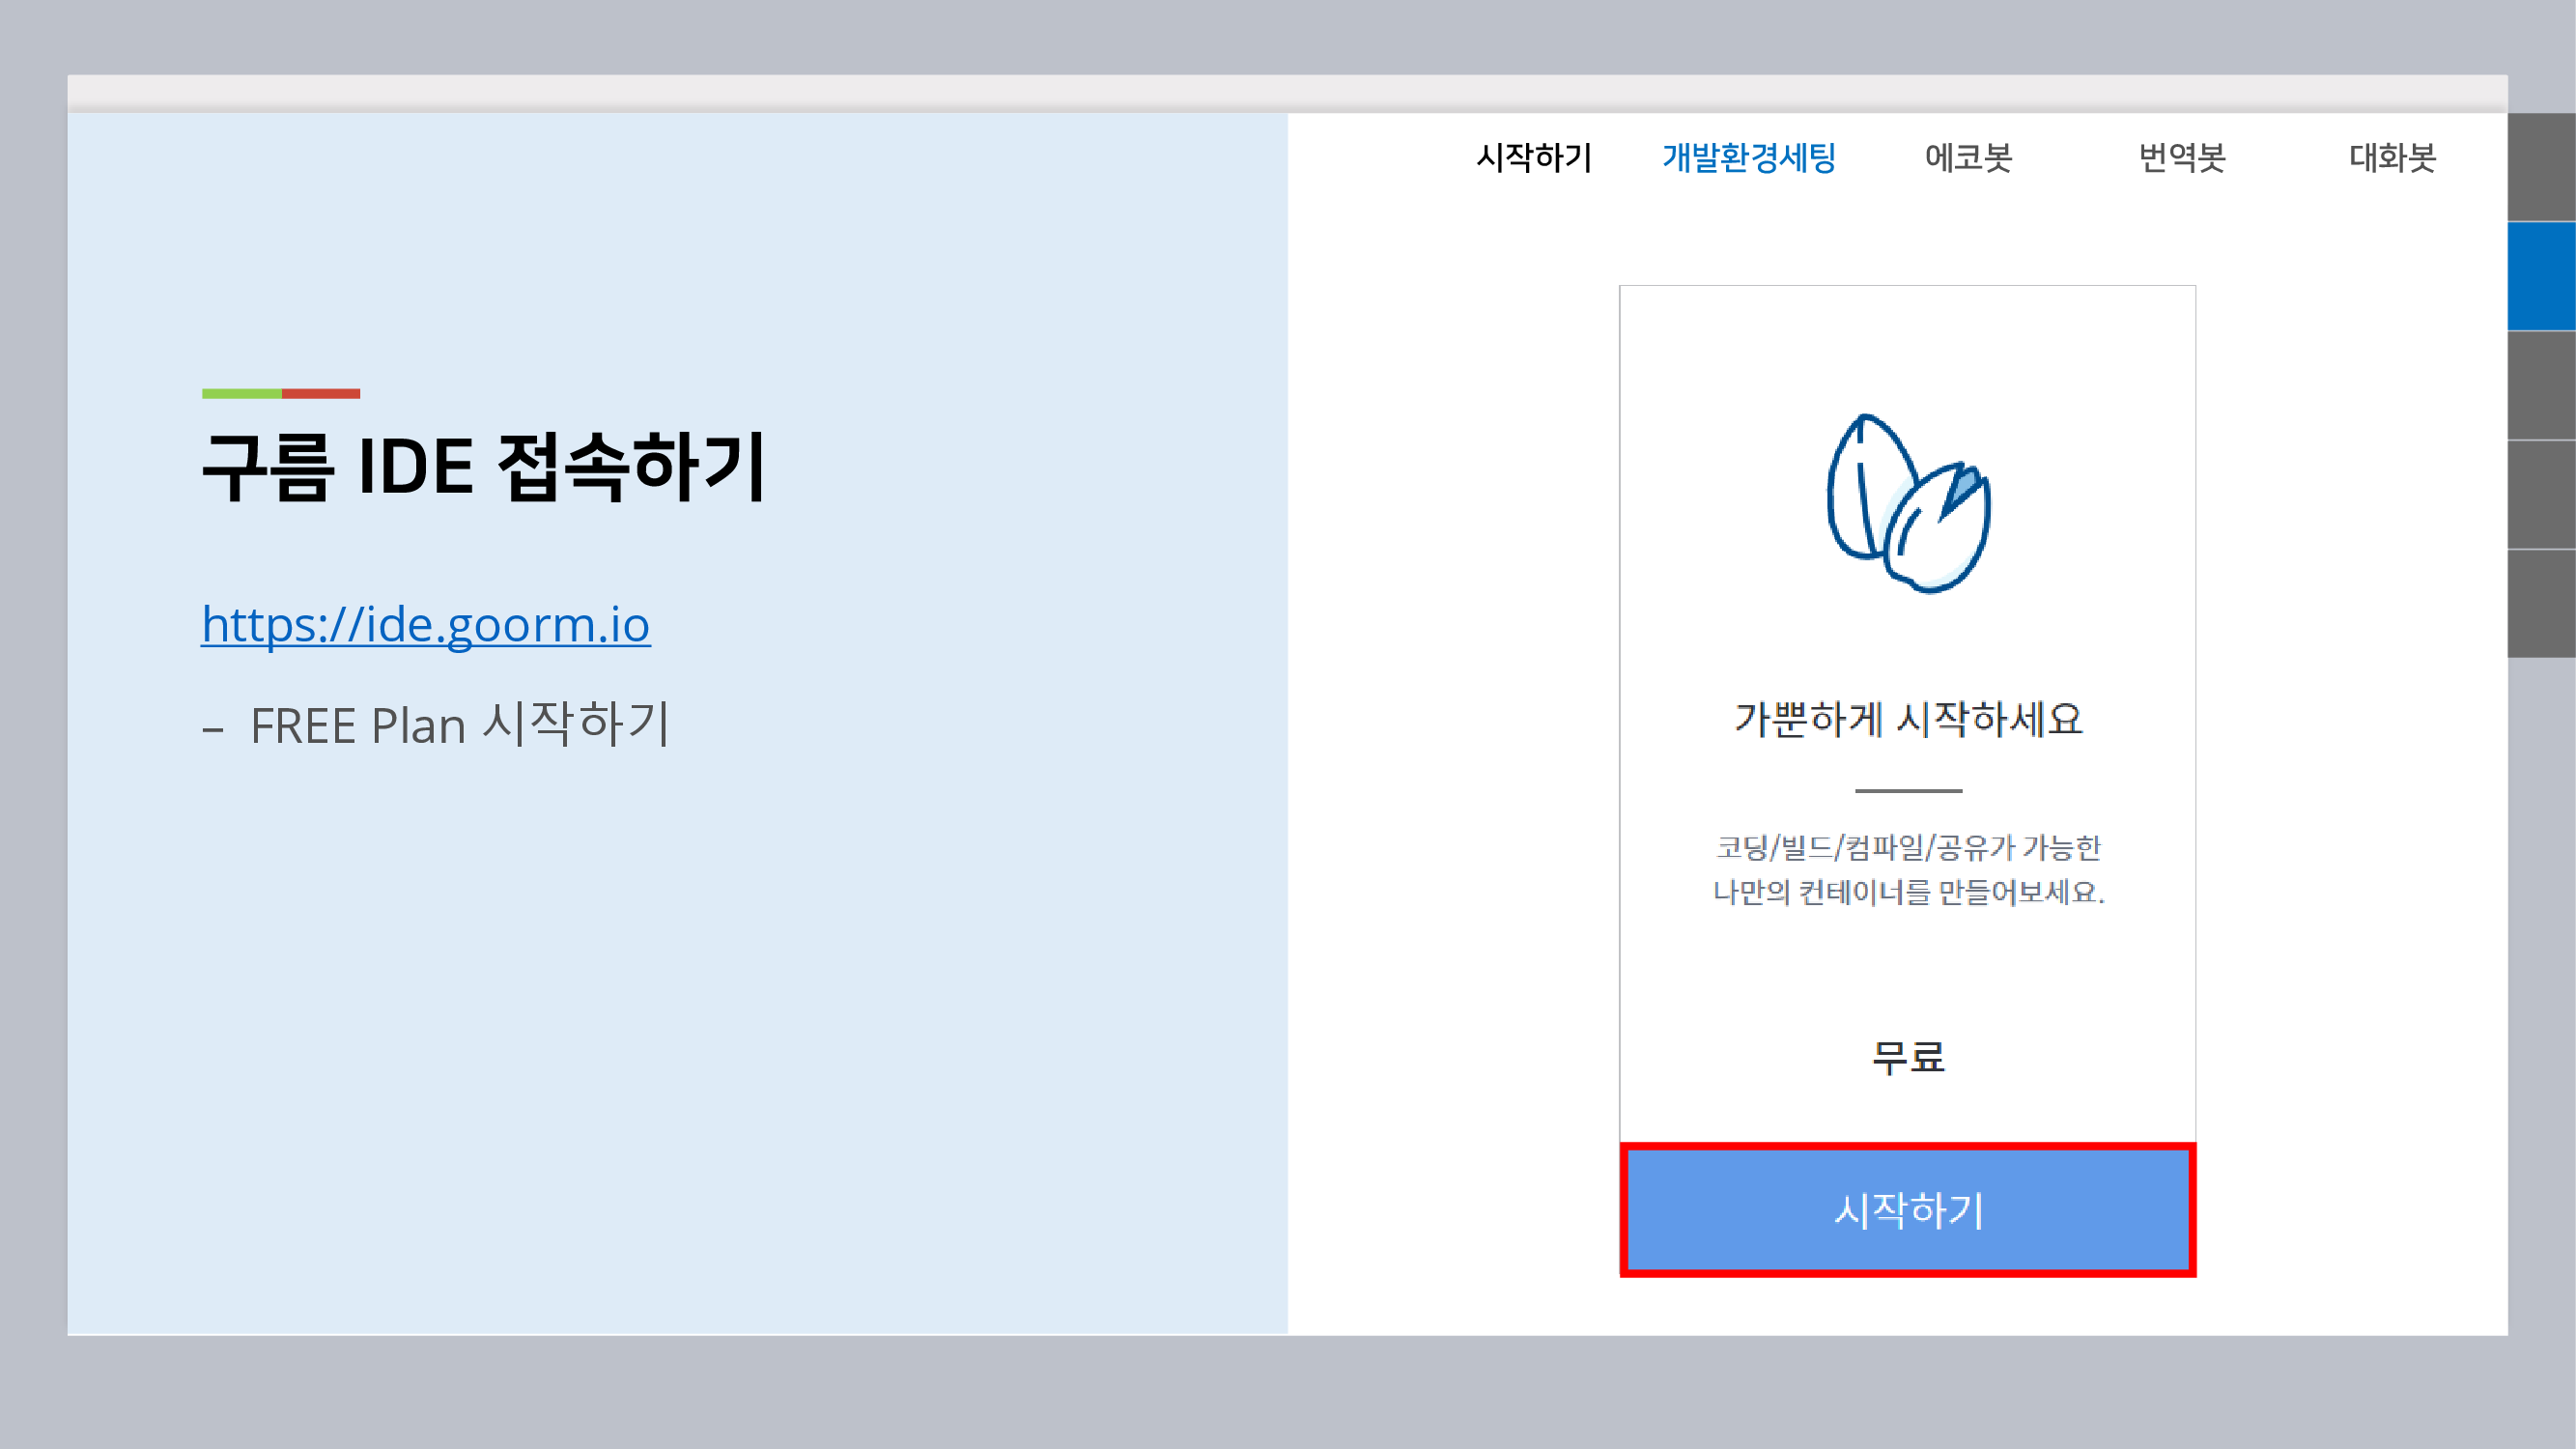 시작하기 개발환경세팅 에코봇 번역봇 대화봇
구름 IDE 접속하기
https://ide.goorm.io
– FREE Plan 시작하기
가뿐하게 시작하세요
코딩/빌드/컴파일/공유가 가능한
나만의 컨테이너를 만들어보세요.
무료
시작하기